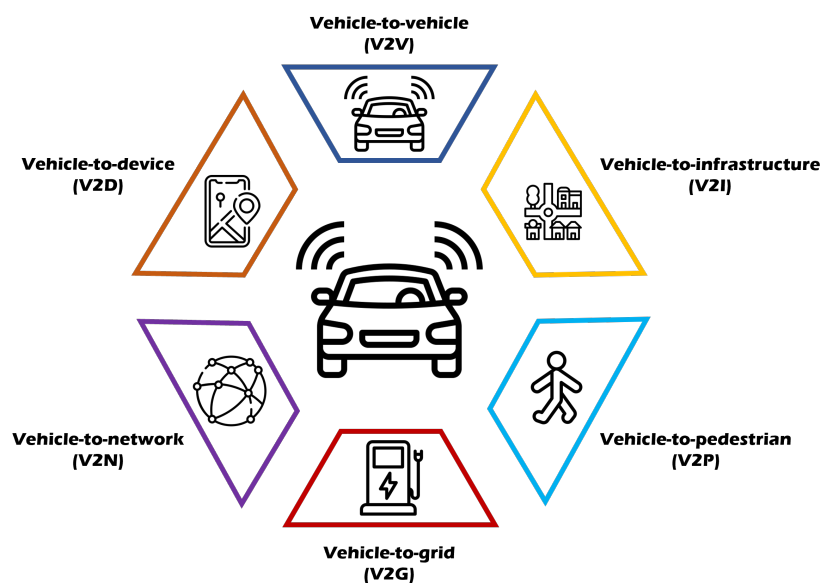 Vehicle-to-vehicle
(V2V)
Vehicle-to-device
(V2D)
Vehicle-to-infrastructure
(V2I)
Vehicle-to-network
(V2N)
Vehicle-to-pedestrian
(V2P)
Vehicle-to-grid
(V2G)